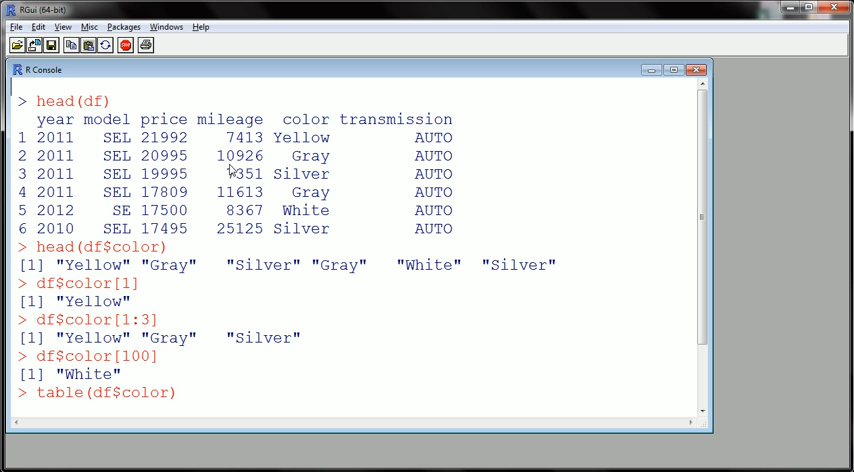 RGui (64-bit)
File Edit View Misc Packages Windows Help
STOP
R Console
> head(df)
year model price mileage color transmission
1 2011 SEL 21992 7413 Yellow AUTO
2 2011 SEL 20995 10926 Gray AUTO
3 2011 SEL 19995 351 Silver AUTO
4 2011 SEL 17809 11613 Gray AUTO
5 2012 SE 17500 8367 White AUTO
6 2010 SEL 17495 25125 Silver AUTO
> head(df$color)
[1] "Yellow" "Gray" "Silver" "Gray" "White" "Silver"
> df$color[1]
[1] "Yellow"
> df$color[1:3]
[1] "Yellow" "Gray" "Silver"
> df$color[100]
[1] "White"
> table(df$color)